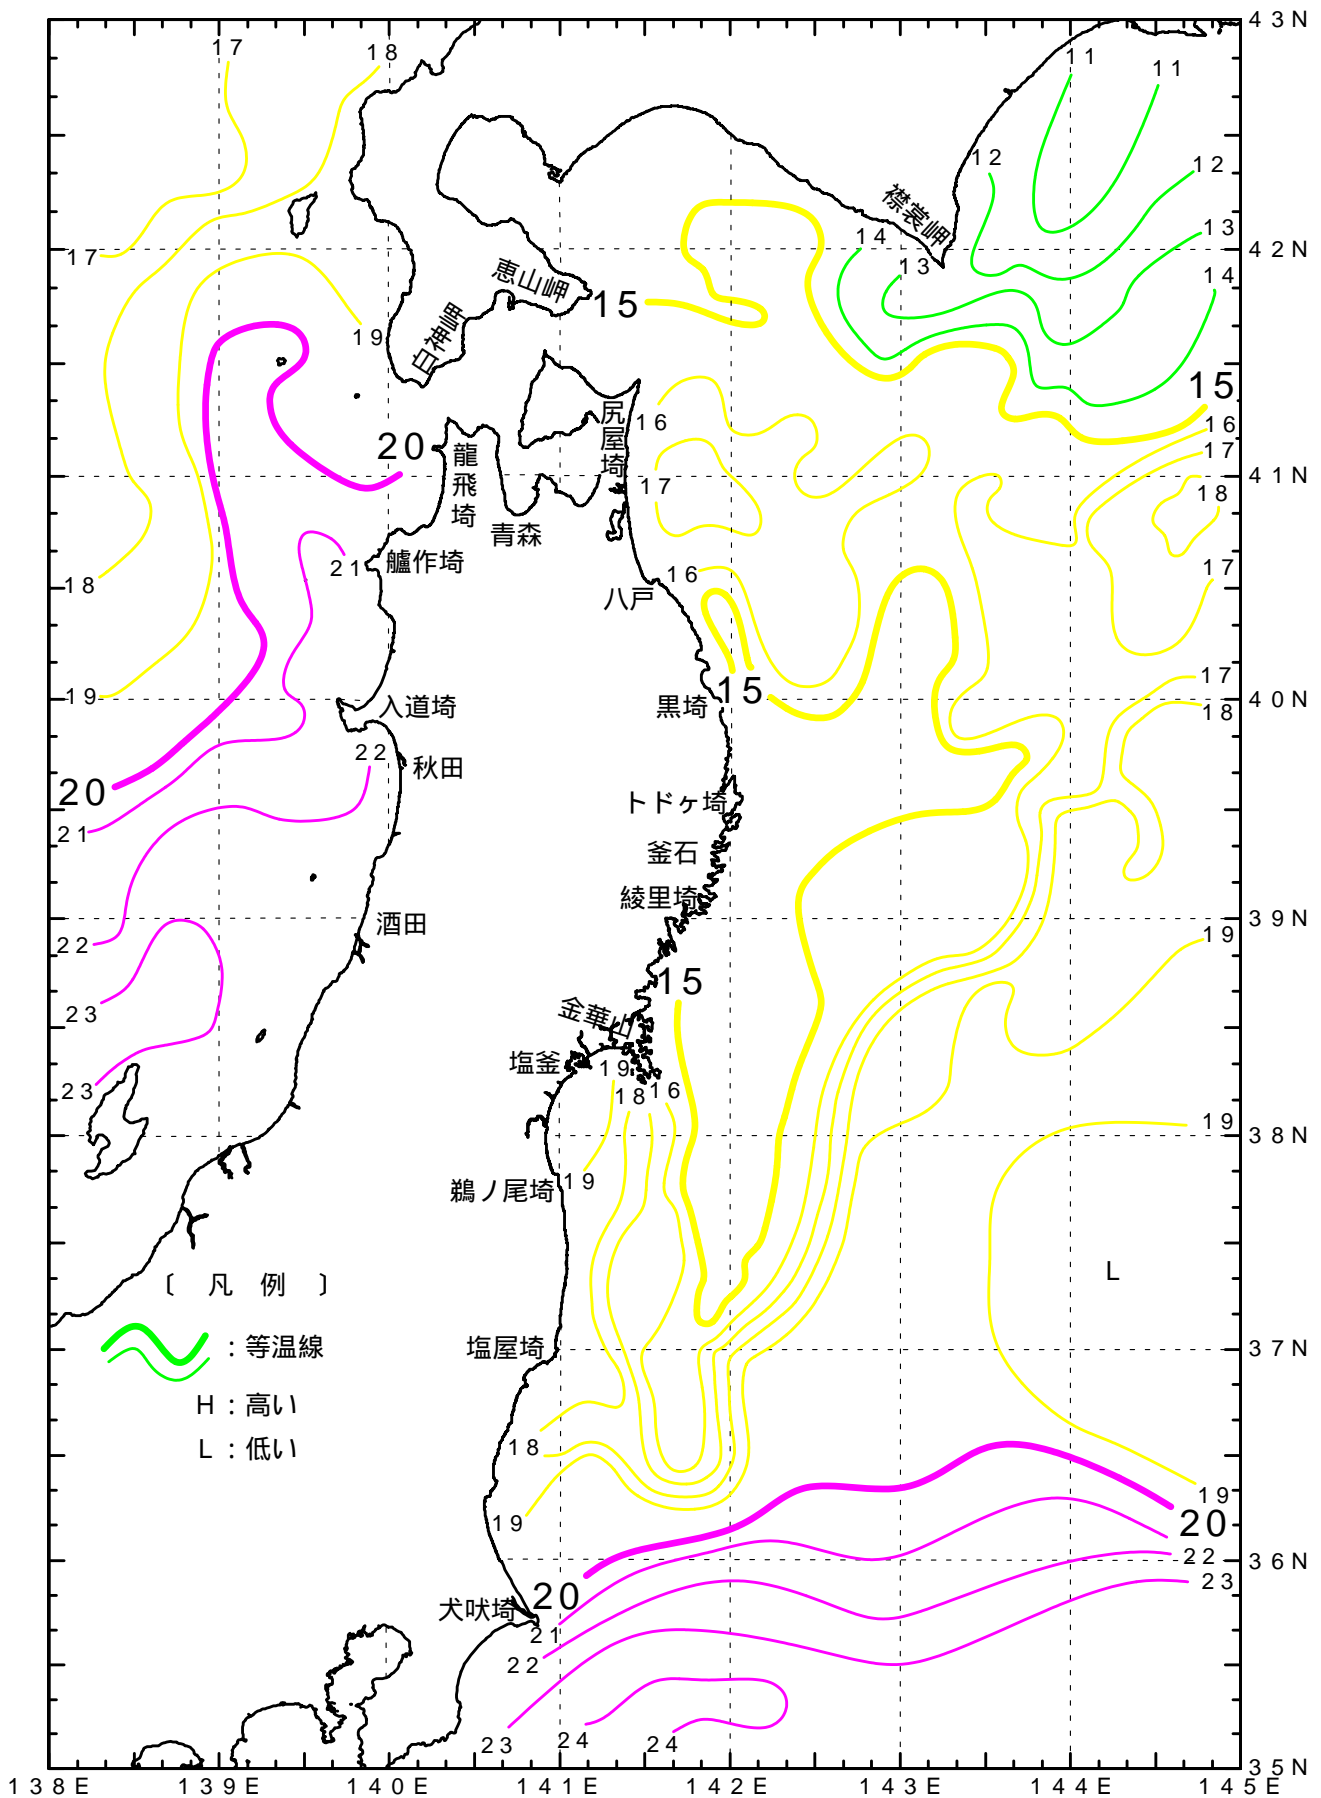 43N
17
18
11
11
12
12
襟裳岬
14
13
13
42N
17
14
恵山岬
15
白神岬
19
15
尻屋埼
16
16
20
龍飛埼
17
41N
17
18
青森
艫作埼
21
16
17
18
八戸
19
15
17
入道埼
黒埼
40N
18
22
秋田
20
トドヶ埼
21
釜石
綾里埼
酒田
39N
22
19
15
23
金華山
塩釜
19
23
18
16
19
38N
鵜ノ尾埼
19
L
〔 凡 例 〕
:等温線
塩屋埼
37N
H:高い
18
L:低い
19
19
20
36N
22
23
20
犬吠埼
21
22
23
24
24
35N
138E
139E
140E
141E
142E
143E
144E
145E